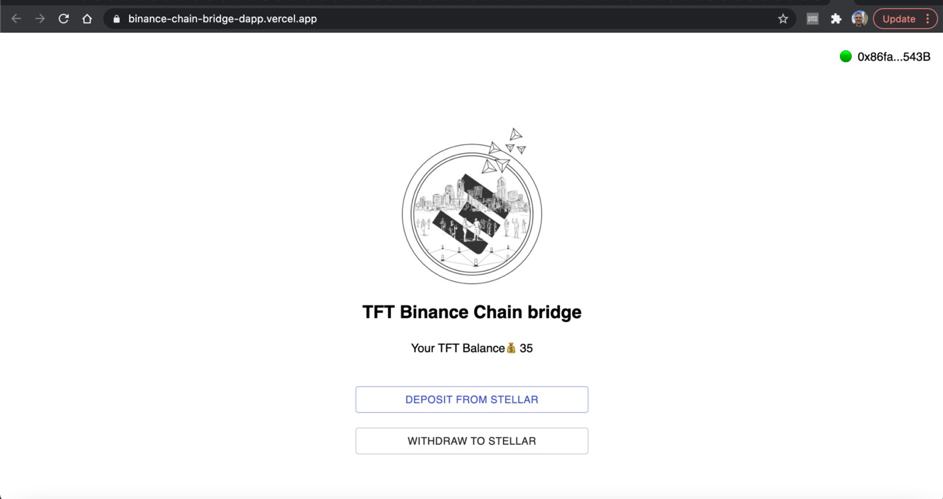 binance-chain-bridge-dapp.vercel.app
Update
0x86fa...543B
TFT Binance Chain bridge
Your TFT Balance💰 35
DEPOSIT FROM STELLAR
WITHDRAW TO STELLAR